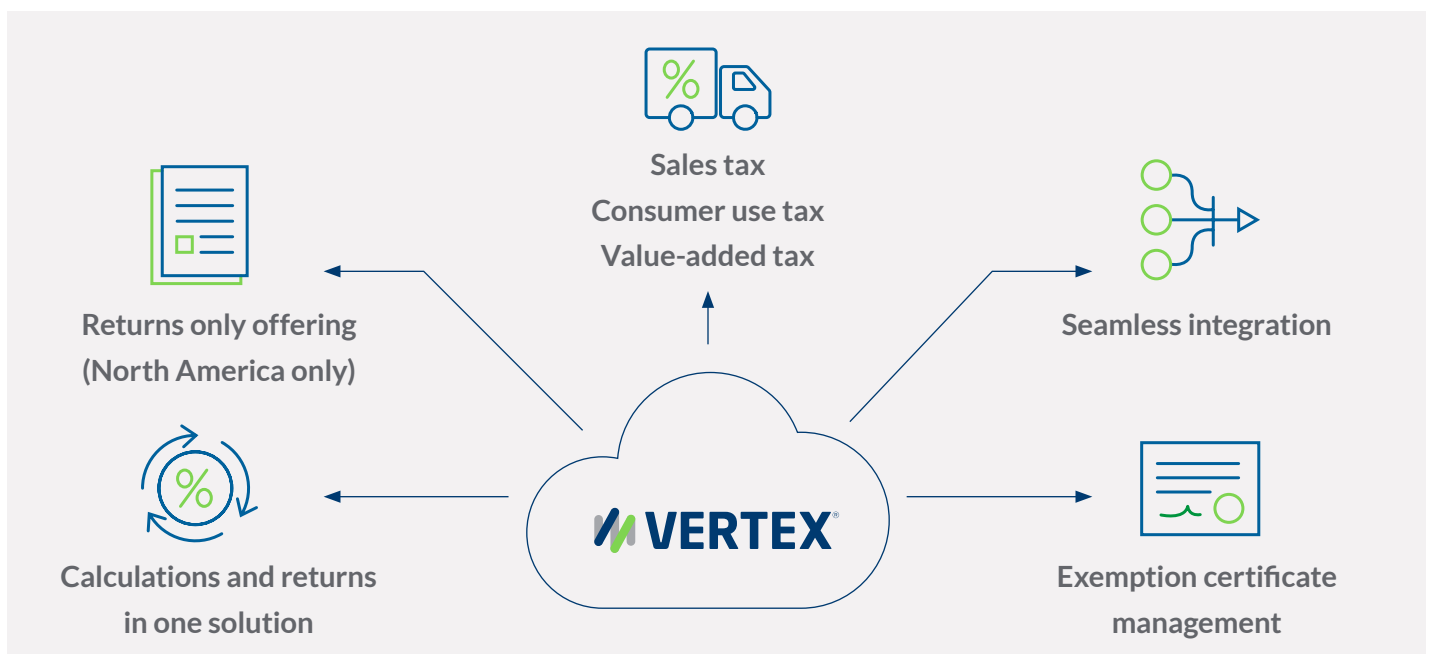 Sales tax
Consumer use tax
Value-added tax
Returns only offering
(North America only)
Seamless integration
Calculations and returns
in one solution
VERTEX®
Exemption certificate
management